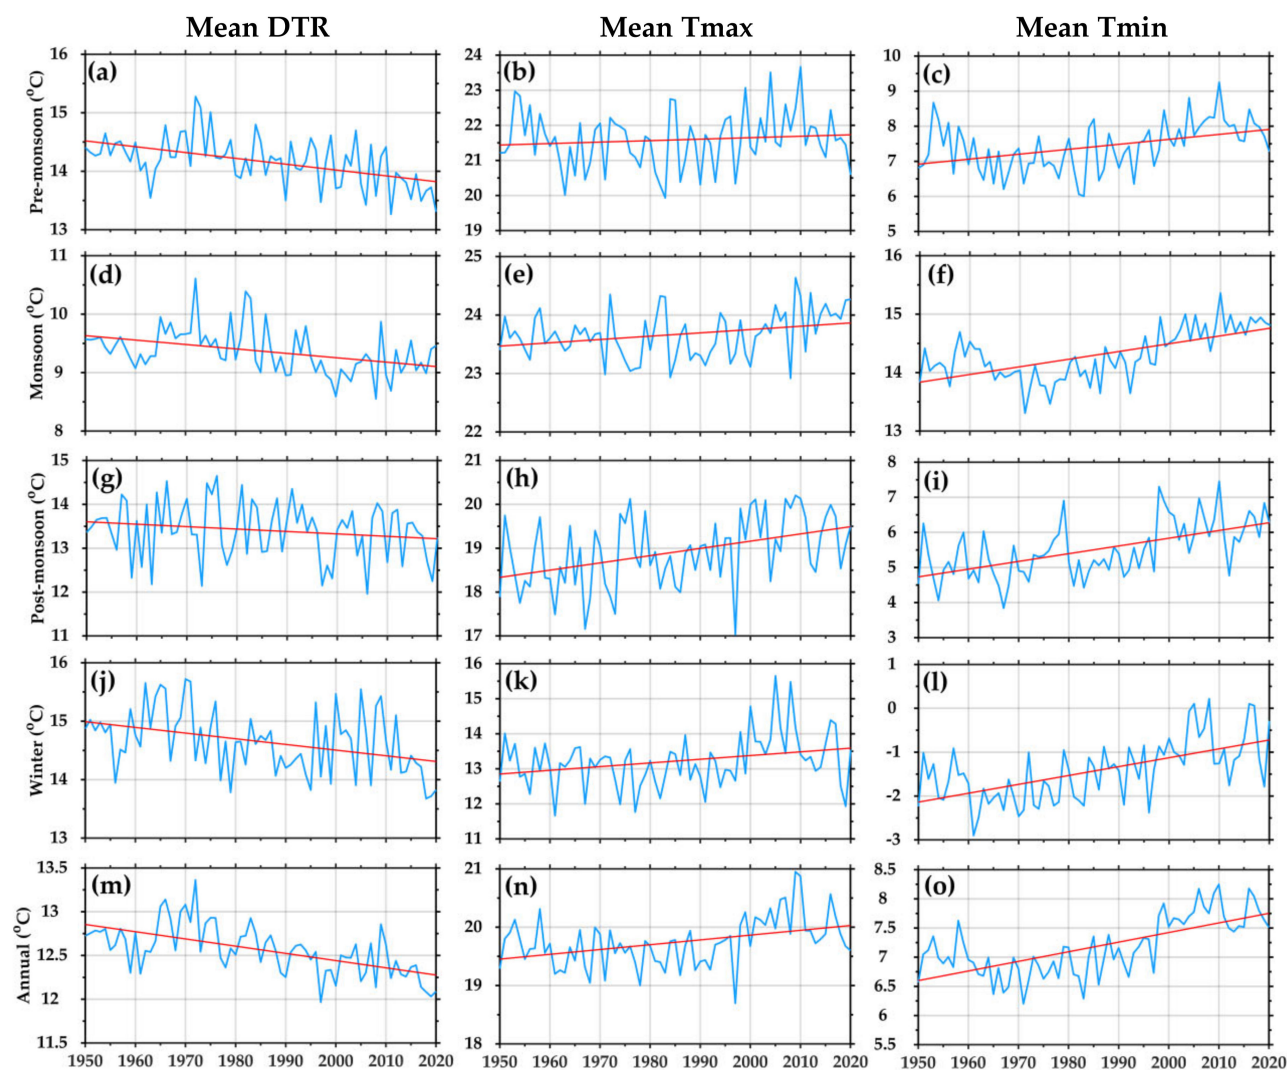 Mean DTR Mean Tmax Mean Tmin
Pre-monsoon (°C)
(a) 16 15 14 13
(b) 24 23 22 21 20 19
(c) 10 9 8 7 6 5
Monsoon (°C)
(d) 11 10 9 8
(e) 25 24 23 22
(f) 16 15 14 13
Post-monsoon (°C)
(g) 15 14 13 12 11
(h) 21 20 19 18 17
(i) 8 7 6 5 4 3
Winter (°C)
(j) 16 15 14 13
(k) 16 15 14 13 12 11
(l) 1 0 -1 -2 -3
Annual (°C)
(m) 13.5 13 12.5 12 11.5
(n) 21 20 19 18
(o) 8.5 8 7.5 7 6.5 6 5.5
1950 1960 1970 1980 1990 2000 2010 2020 1950 1960 1970 1980 1990 2000 2010 2020 1950 1960 1970 1980 1990 2000 2010 2020